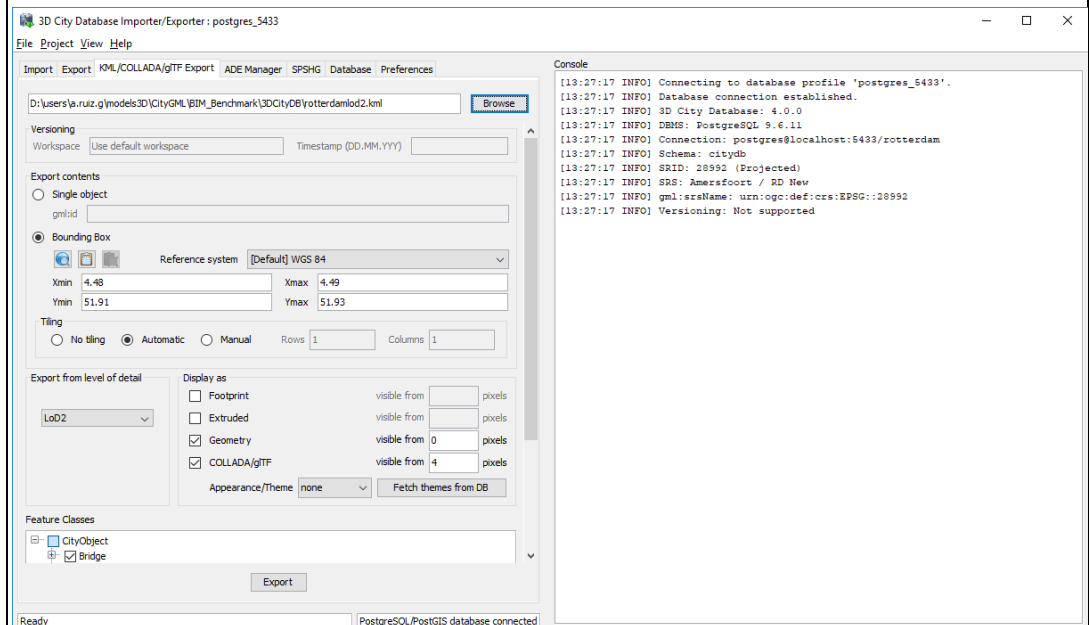 3D City Database Importer/Exporter : postgres_5433
File Project View Help
Import Export KML/COLLADA/glTF Export ADE Manager SPSHG Database Preferences
D:\users\a.ruiz.g\models3D\CityGML\BIM_Benchmark\3DCityDB\rotterdamlod2.kml Browse
Versioning
Workspace Use default workspace Timestamp (DD.MM.YYY)
Export contents
Single object
gml:id
Bounding Box
Reference system [Default] WGS 84
Xmin 4.48 Xmax 4.49
Ymin 51.91 Ymax 51.93
Tiling
No tiling Automatic Manual Rows 1 Columns 1
Export from level of detail Display as
Footprint visible from pixels
LoD2 Extruded visible from pixels
Geometry visible from 0 pixels
COLLADA/glTF visible from 4 pixels
Appearance/Theme none Fetch themes from DB
Feature Classes
CityObject
Bridge
Export
Ready PostgreSQL/PostGIS database connected
Console
[13:27:17 INFO] Connecting to database profile 'postgres_5433'.
[13:27:17 INFO] Database connection established.
[13:27:17 INFO] 3D City Database: 4.0.0
[13:27:17 INFO] DBMS: PostgreSQL 9.6.11
[13:27:17 INFO] Connection: postgres@localhost:5433/rotterdam
[13:27:17 INFO] Schema: citydb
[13:27:17 INFO] SRID: 28992 (Projected)
[13:27:17 INFO] SRS: Amersfoort / RD New
[13:27:17 INFO] gml:srsName: urn:ogc:def:crs:EPSG::28992
[13:27:17 INFO] Versioning: Not supported